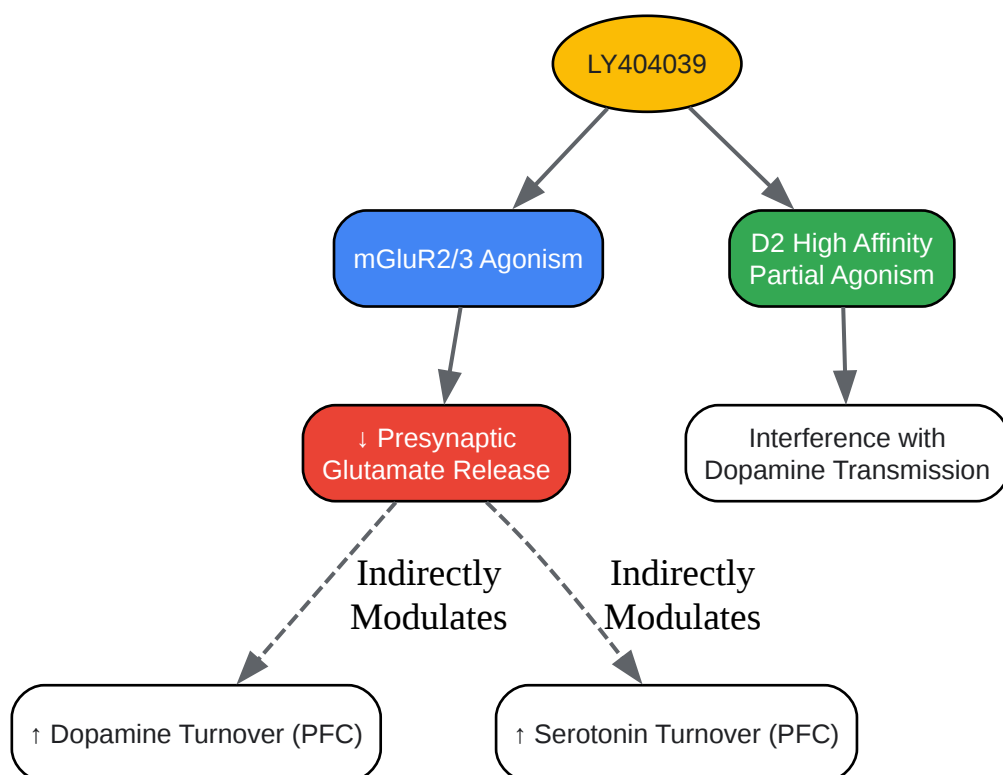 LY404039
mGluR2/3 Agonism
D2 High Affinity
Partial Agonism
↓ Presynaptic
Glutamate Release
Interference with
Dopamine Transmission
Indirectly
Modulates
Indirectly
Modulates
↑ Dopamine Turnover (PFC)
↑ Serotonin Turnover (PFC)